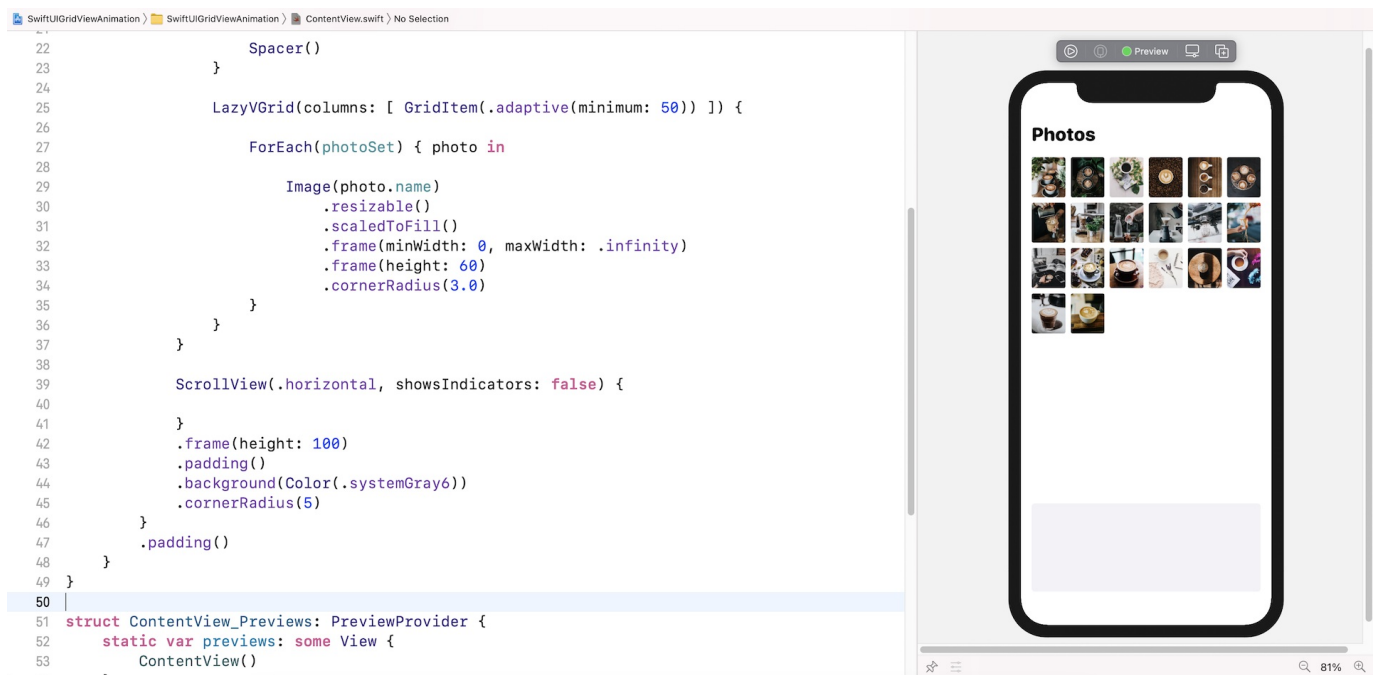 SwiftUIGridViewAnimation 〉 SwiftUIGridViewAnimation 〉 ContentView.swift 〉 No Selection
22 Spacer()
23 }
24
25 LazyVGrid(columns: [ GridItem(.adaptive(minimum: 50)) ]) {
26
27 ForEach(photoSet) { photo in
28
29 Image(photo.name)
30 .resizable()
31 .scaledToFill()
32 .frame(minWidth: 0, maxWidth: .infinity)
33 .frame(height: 60)
34 .cornerRadius(3.0)
35 }
36 }
37 }
38
39 ScrollView(.horizontal, showsIndicators: false) {
40
41 }
42 .frame(height: 100)
43 .padding()
44 .background(Color(.systemGray6))
45 .cornerRadius(5)
46 }
47 .padding()
48 }
49 }
50
51 struct ContentView_Previews: PreviewProvider {
52 static var previews: some View {
53 ContentView()
Preview
Photos
81%